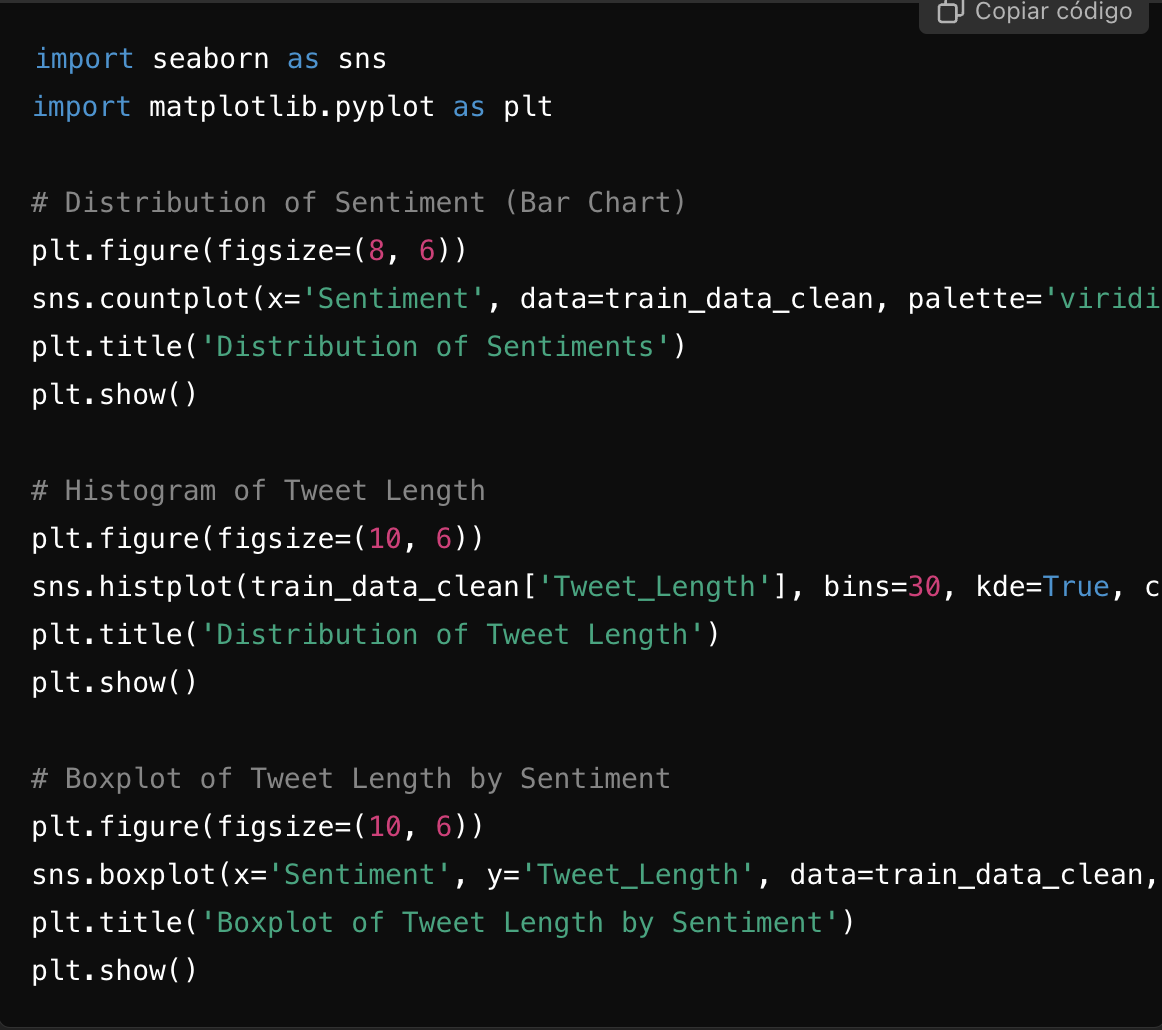 Copiar código
import seaborn as sns
import matplotlib.pyplot as plt
# Distribution of Sentiment (Bar Chart)
plt.figure(figsize=(8, 6))
sns.countplot(x='Sentiment', data=train_data_clean, palette='viridi
plt.title('Distribution of Sentiments')
plt.show()
# Histogram of Tweet Length
plt.figure(figsize=(10, 6))
sns.histplot(train_data_clean['Tweet_Length'], bins=30, kde=True, c
plt.title('Distribution of Tweet Length')
plt.show()
# Boxplot of Tweet Length by Sentiment
plt.figure(figsize=(10, 6))
sns.boxplot(x='Sentiment', y='Tweet_Length', data=train_data_clean,
plt.title('Boxplot of Tweet Length by Sentiment')
plt.show()